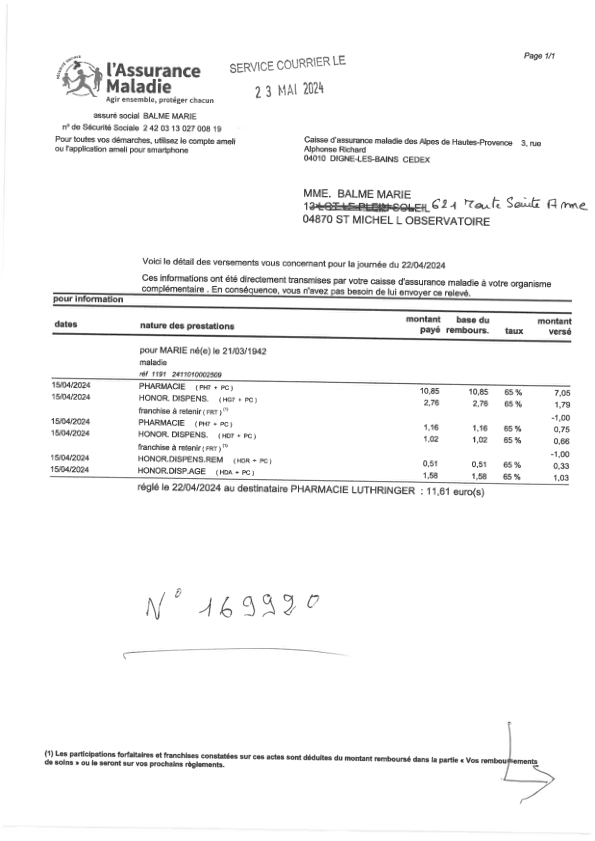 Page 1/1
SÉCURITÉ SOCIALE
l'Assurance
Maladie
Agir ensemble, protéger chacun
SERVICE COURRIER LE
23 MAI 2024
assuré social BALME MARIE
n° de Sécurité Sociale 2 42 03 13 027 008 19
Pour toutes vos démarches, utilisez le compte ameli
ou l'application ameli pour smartphone
Caisse d'assurance maladie des Alpes de Hautes-Provence 3, rue
Alphonse Richard
04010 DIGNE-LES-BAINS CEDEX
MME. BALME MARIE
13 LOT LE PLEIN SOLEIL 621 Route Sainte Anne
04870 ST MICHEL L OBSERVATOIRE
Voici le détail des versements vous concernant pour la journée du 22/04/2024
Ces informations ont été directement transmises par votre caisse d'assurance maladie à votre organisme
complémentaire . En conséquence, vous n'avez pas besoin de lui envoyer ce relevé.
pour information
dates nature des prestations montant payé base du rembours. taux montant versé
pour MARIE né(e) le 21/03/1942
maladie
réf 1191 2411010002509
15/04/2024 PHARMACIE (PH7 + PC) 10,85 10,85 65 % 7,05
15/04/2024 HONOR. DISPENS. (HG7 + PC) 2,76 2,76 65 % 1,79
franchise à retenir (FRT) (1) -1,00
15/04/2024 PHARMACIE (PH7 + PC) 1,16 1,16 65 % 0,75
15/04/2024 HONOR. DISPENS. (HD7 + PC) 1,02 1,02 65 % 0,66
franchise à retenir (FRT) (1) -1,00
15/04/2024 HONOR.DISPENS.REM (HDR + PC) 0,51 0,51 65 % 0,33
15/04/2024 HONOR.DISP.AGE (HDA + PC) 1,58 1,58 65 % 1,03
réglé le 22/04/2024 au destinataire PHARMACIE LUTHRINGER : 11,61 euro(s)
N° 169920
(1) Les participations forfaitaires et franchises constatées sur ces actes sont déduites du montant remboursé dans la partie « Vos remboursements
de soins » ou le seront sur vos prochains règlements.